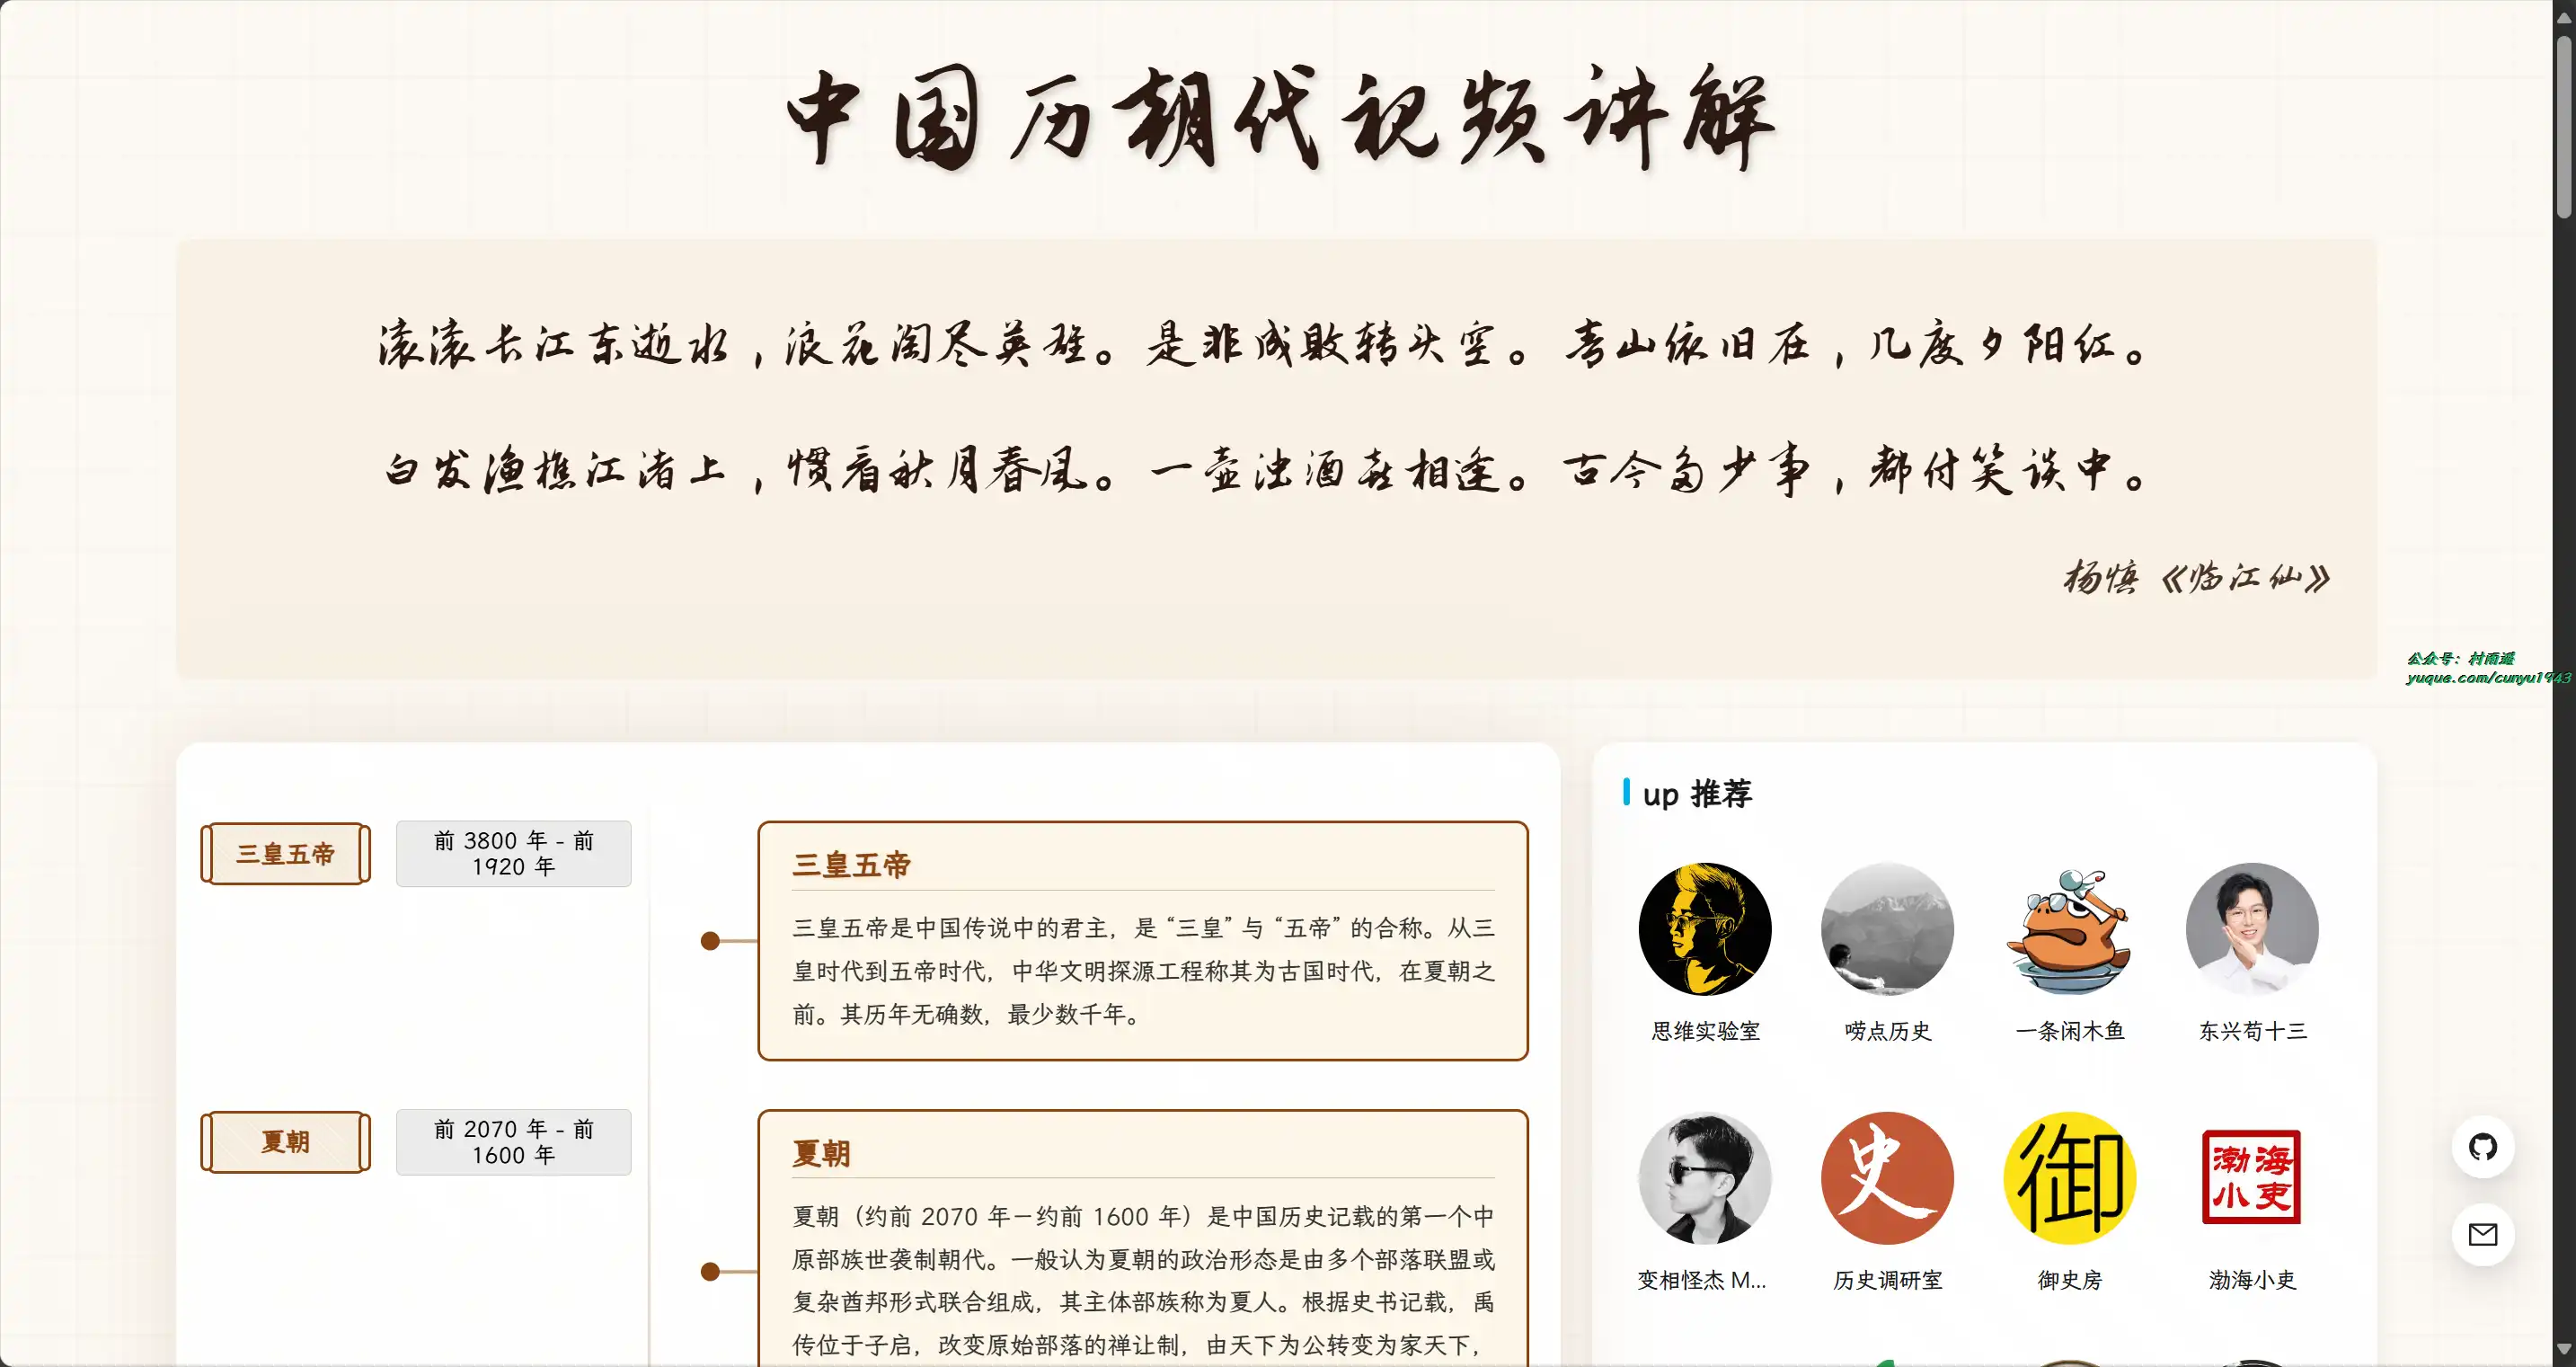 中国历朝代视频讲解
滚滚长江东逝水，浪花淘尽英雄。是非成败转头空。青山依旧在，几度夕阳红。
白发渔樵江渚上，惯看秋月春风。一壶浊酒喜相逢。古今多少事，都付笑谈中。
杨慎《临江仙》
公众号：村雨遥
yuque.com/cunyu1943
三皇五帝
前 3800 年 - 前
1920 年
三皇五帝
三皇五帝是中国传说中的君主，是 “三皇” 与 “五帝” 的合称。从三
皇时代到五帝时代，中华文明探源工程称其为古国时代，在夏朝之
前。其历年无确数，最少数千年。
夏朝
前 2070 年 - 前
1600 年
夏朝
夏朝（约前 2070 年－约前 1600 年）是中国历史记载的第一个中
原部族世袭制朝代。一般认为夏朝的政治形态是由多个部落联盟或
复杂酋邦形式联合组成，其主体部族称为夏人。根据史书记载，禹
传位于子启，改变原始部落的禅让制，由天下为公转变为家天下，
up 推荐
思维实验室
唠点历史
一条闲木鱼
东兴苟十三
史
御
渤海
小吏
变相怪杰 M...
历史调研室
御史房
渤海小吏